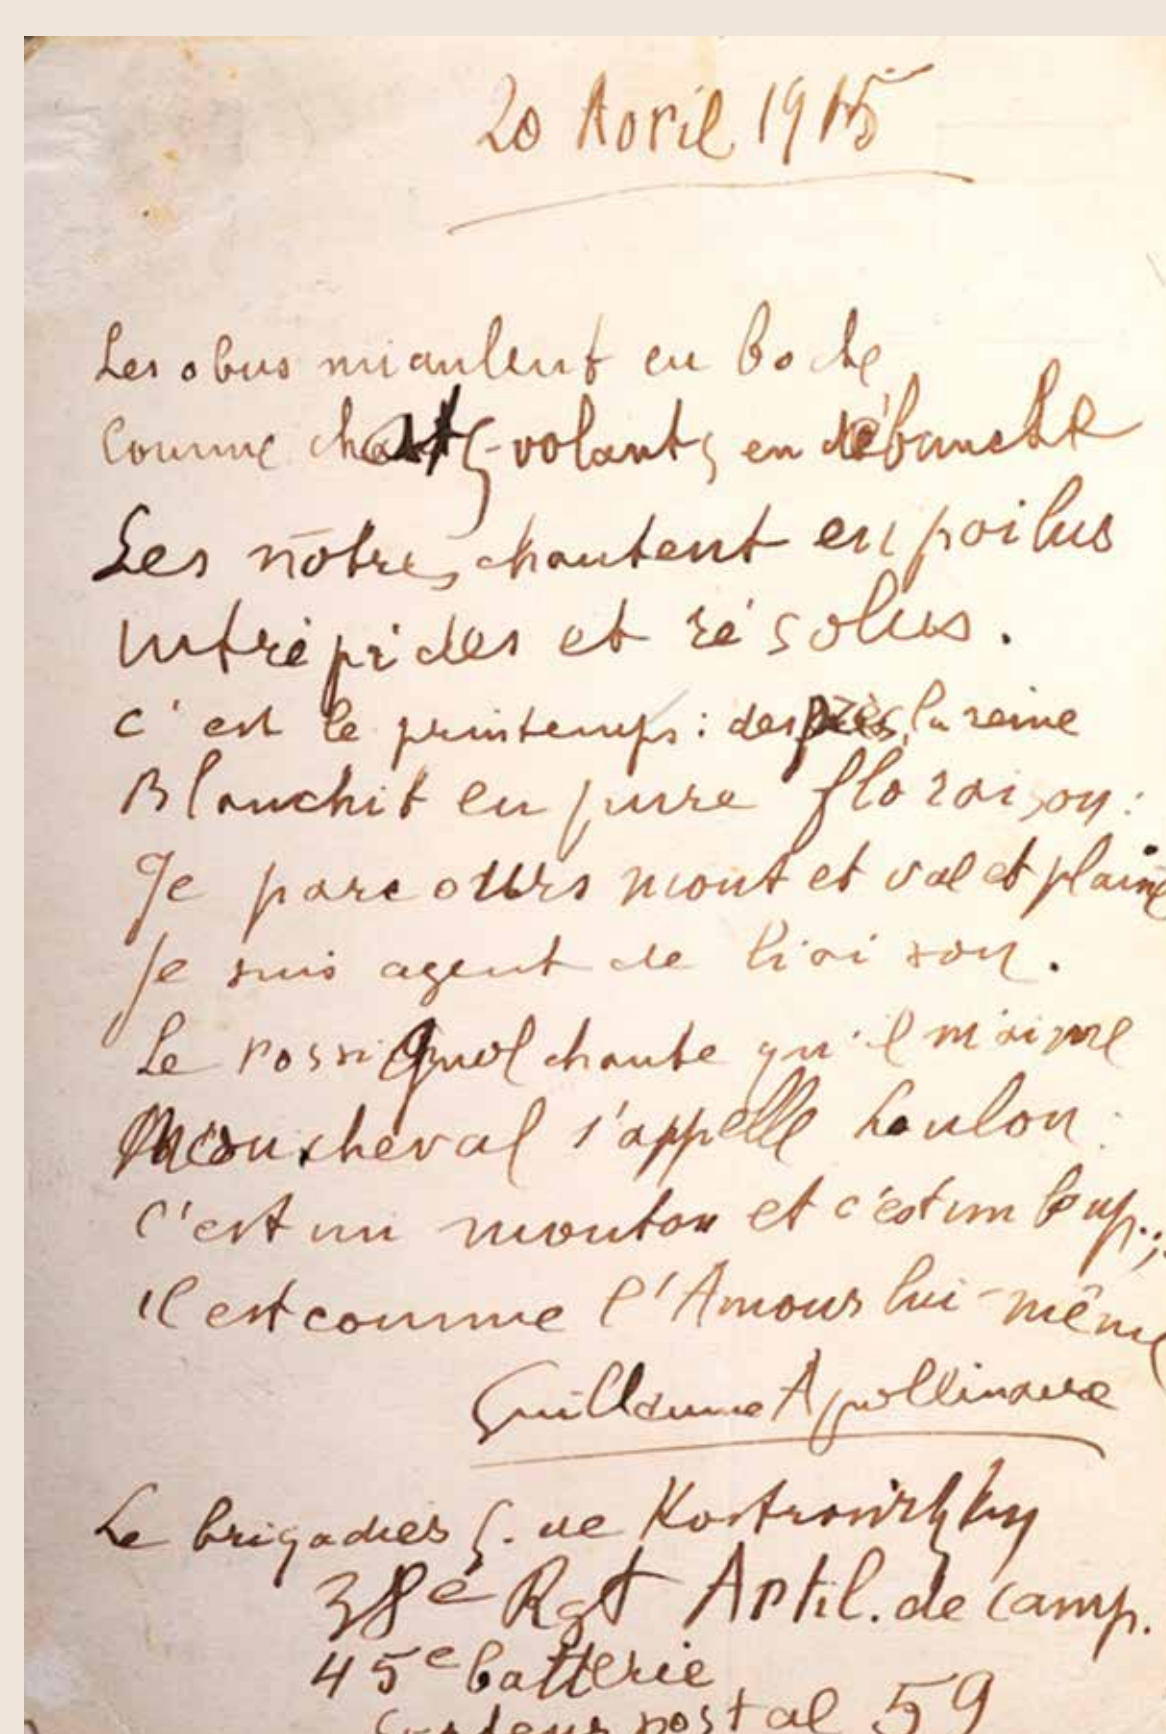 20 Avril 1915
Les obus miaulent en boche
Comme chats-volants en débauche
Les nôtres chantent en poilus
intrépides et résolus.
C'est le printemps : des prés, la reine
Blanchit en pure floraison :
Je parcours mont et val et plaine
Je suis agent de liaison.
Le rossignol chante qu'il m'aime
Mon cheval s'appelle Loulou.
C'est un mouton et c'est un loup..;
il est comme l'Amour lui-même
Guillaume Apollinaire
Le brigadier G. de Kostrowitzky
38e Rgt Artil. de camp.
45e batterie
Secteur postal 59